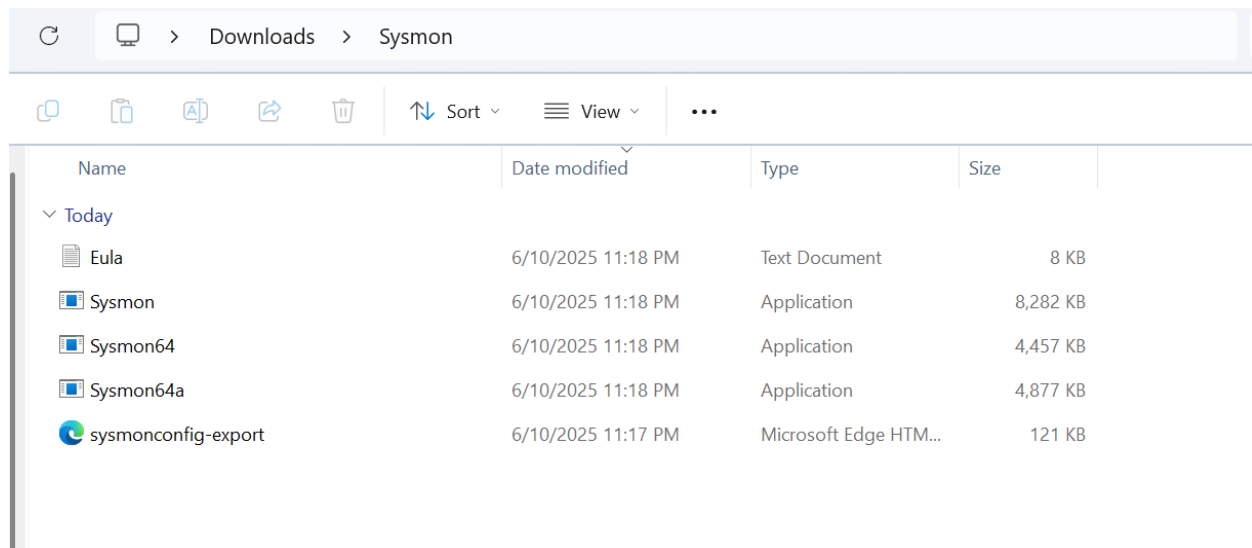 Downloads > Sysmon
Sort View
Name Date modified Type Size
Today
Eula 6/10/2025 11:18 PM Text Document 8 KB
Sysmon 6/10/2025 11:18 PM Application 8,282 KB
Sysmon64 6/10/2025 11:18 PM Application 4,457 KB
Sysmon64a 6/10/2025 11:18 PM Application 4,877 KB
sysmonconfig-export 6/10/2025 11:17 PM Microsoft Edge HTM... 121 KB